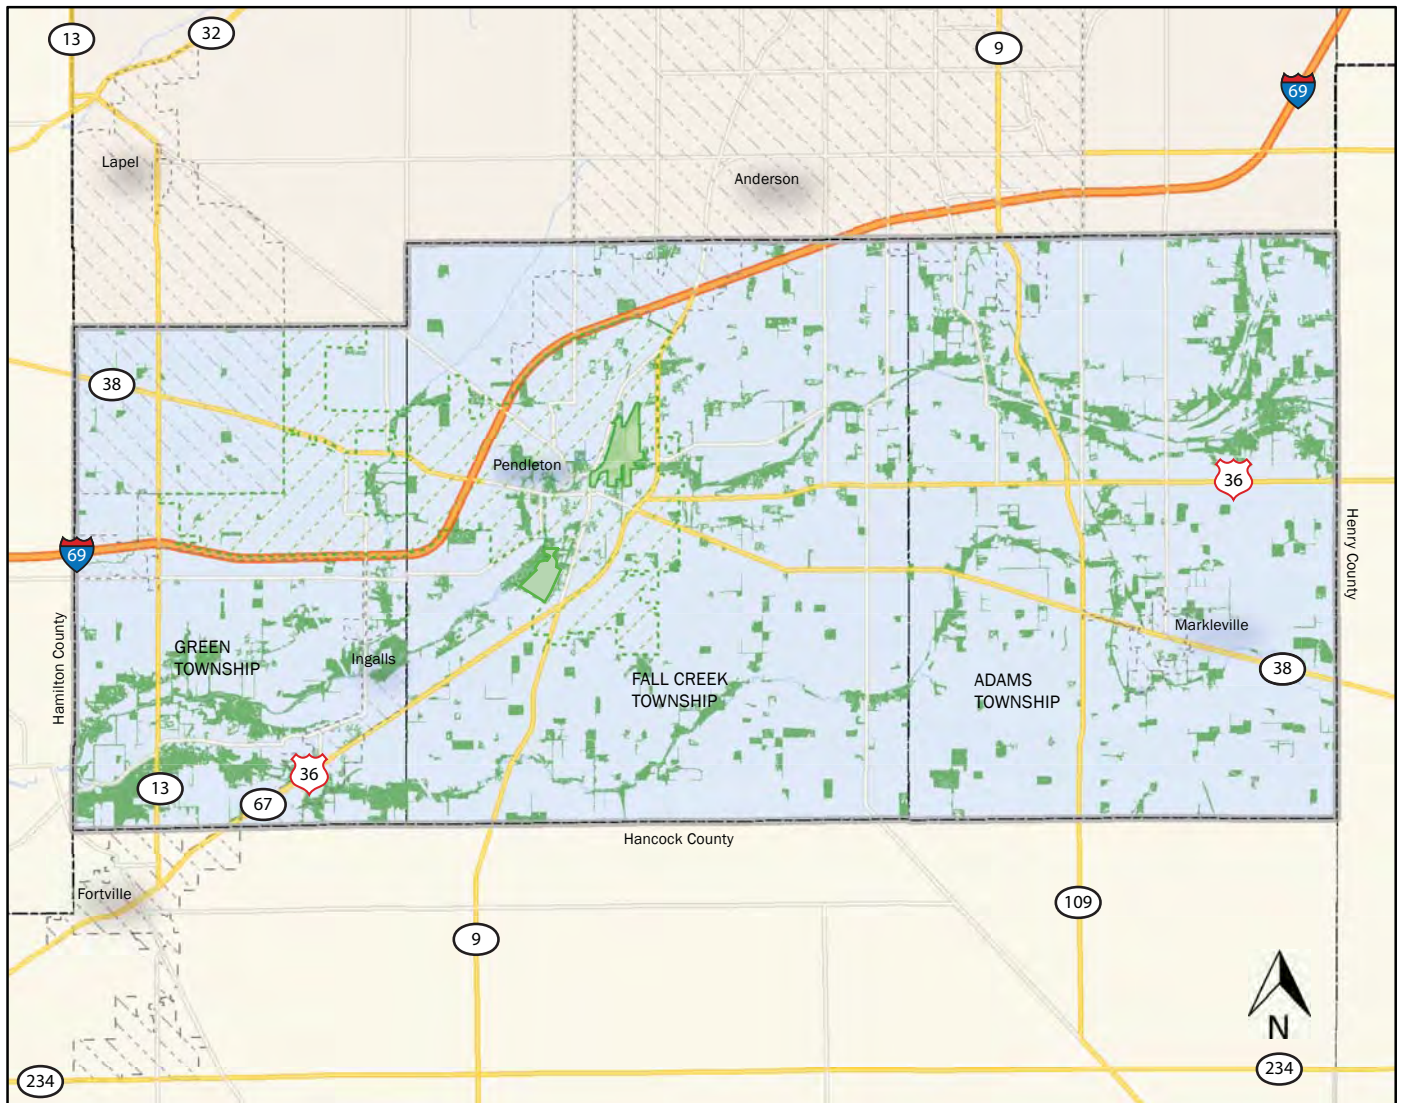 13
32
9
69
Lapel
Anderson
38
Pendleton
36
69
Henry County
Hamilton County
GREEN
TOWNSHIP
Ingalls
FALL CREEK
TOWNSHIP
ADAMS
TOWNSHIP
Markleville
38
36
13
67
Hancock County
Fortville
109
9
N
234
234